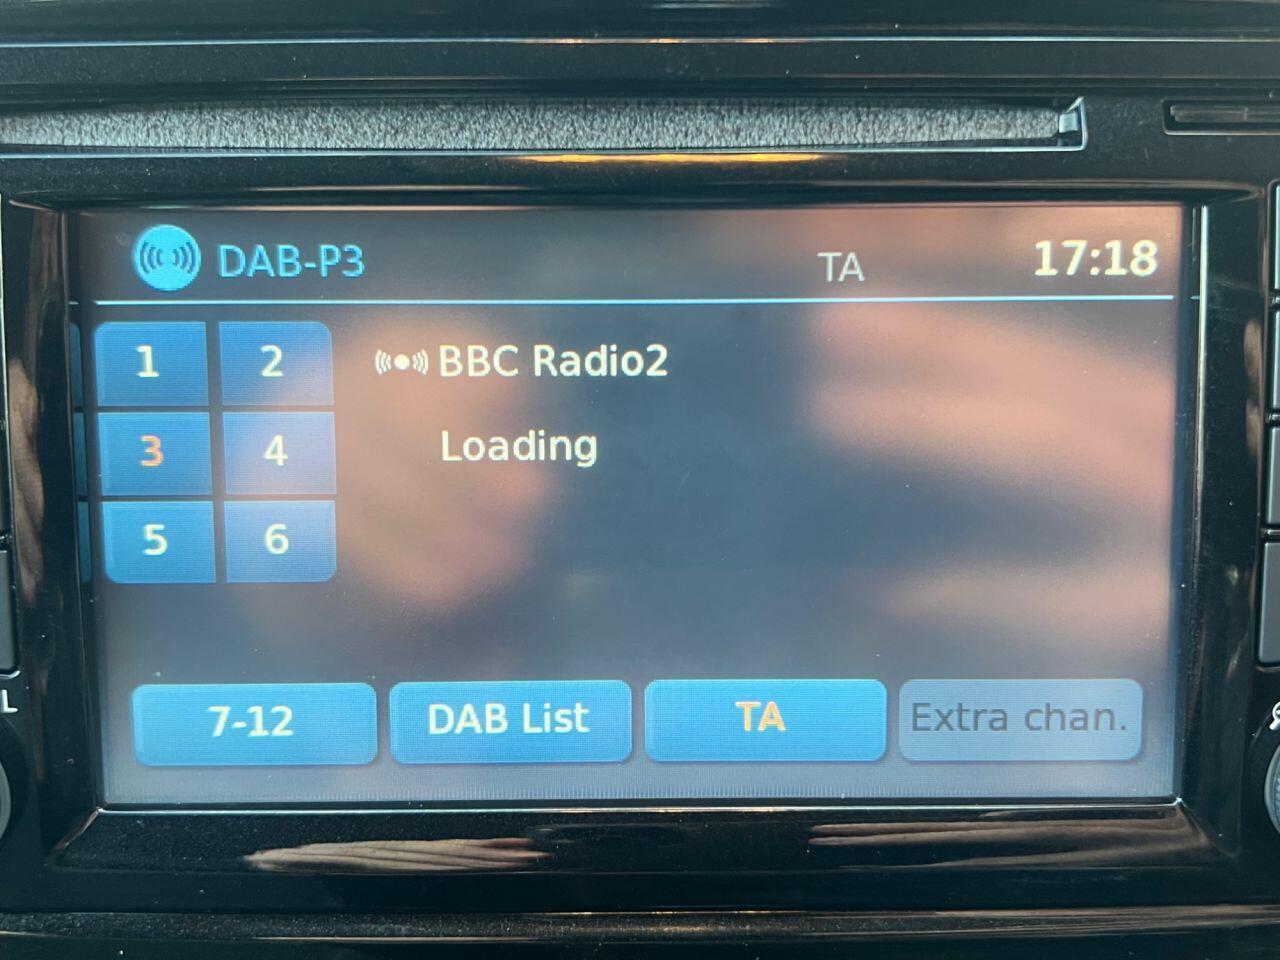 DAB-P3
TA
17:18
1 2
BBC Radio2
3 4
Loading
5 6
7-12
DAB List
TA
Extra chan.
L